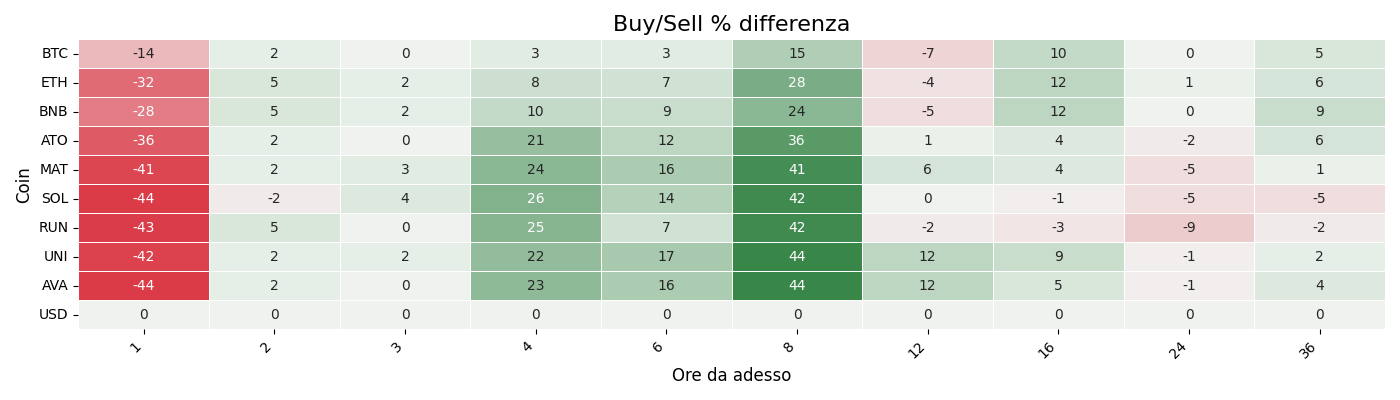 Buy/Sell % differenza
Coin
BTC -14 2 0 3 3 15 -7 10 0 5
ETH -32 5 2 8 7 28 -4 12 1 6
BNB -28 5 2 10 9 24 -5 12 0 9
ATO -36 2 0 21 12 36 1 4 -2 6
MAT -41 2 3 24 16 41 6 4 -5 1
SOL -44 -2 4 26 14 42 0 -1 -5 -5
RUN -43 5 0 25 7 42 -2 -3 -9 -2
UNI -42 2 2 22 17 44 12 9 -1 2
AVA -44 2 0 23 16 44 12 5 -1 4
USD 0 0 0 0 0 0 0 0 0 0
1 2 3 4 6 8 12 16 24 36
Ore da adesso